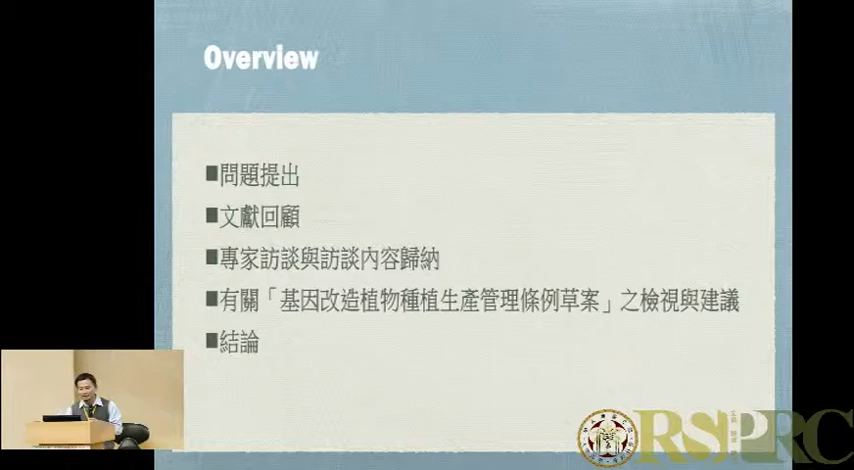 Overview
■問題提出
■文獻回顧
■專家訪談與訪談內容歸納
■有關「基因改造植物種植生產管理條例草案」之檢視與建議
■結論
RSPRC